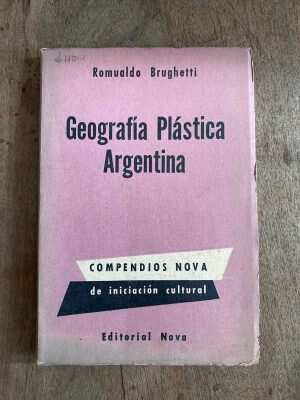 Romualdo Brughetti
Geografía Plástica
Argentina
COMPENDIOS NOVA
de iniciación cultural
Editorial Nova